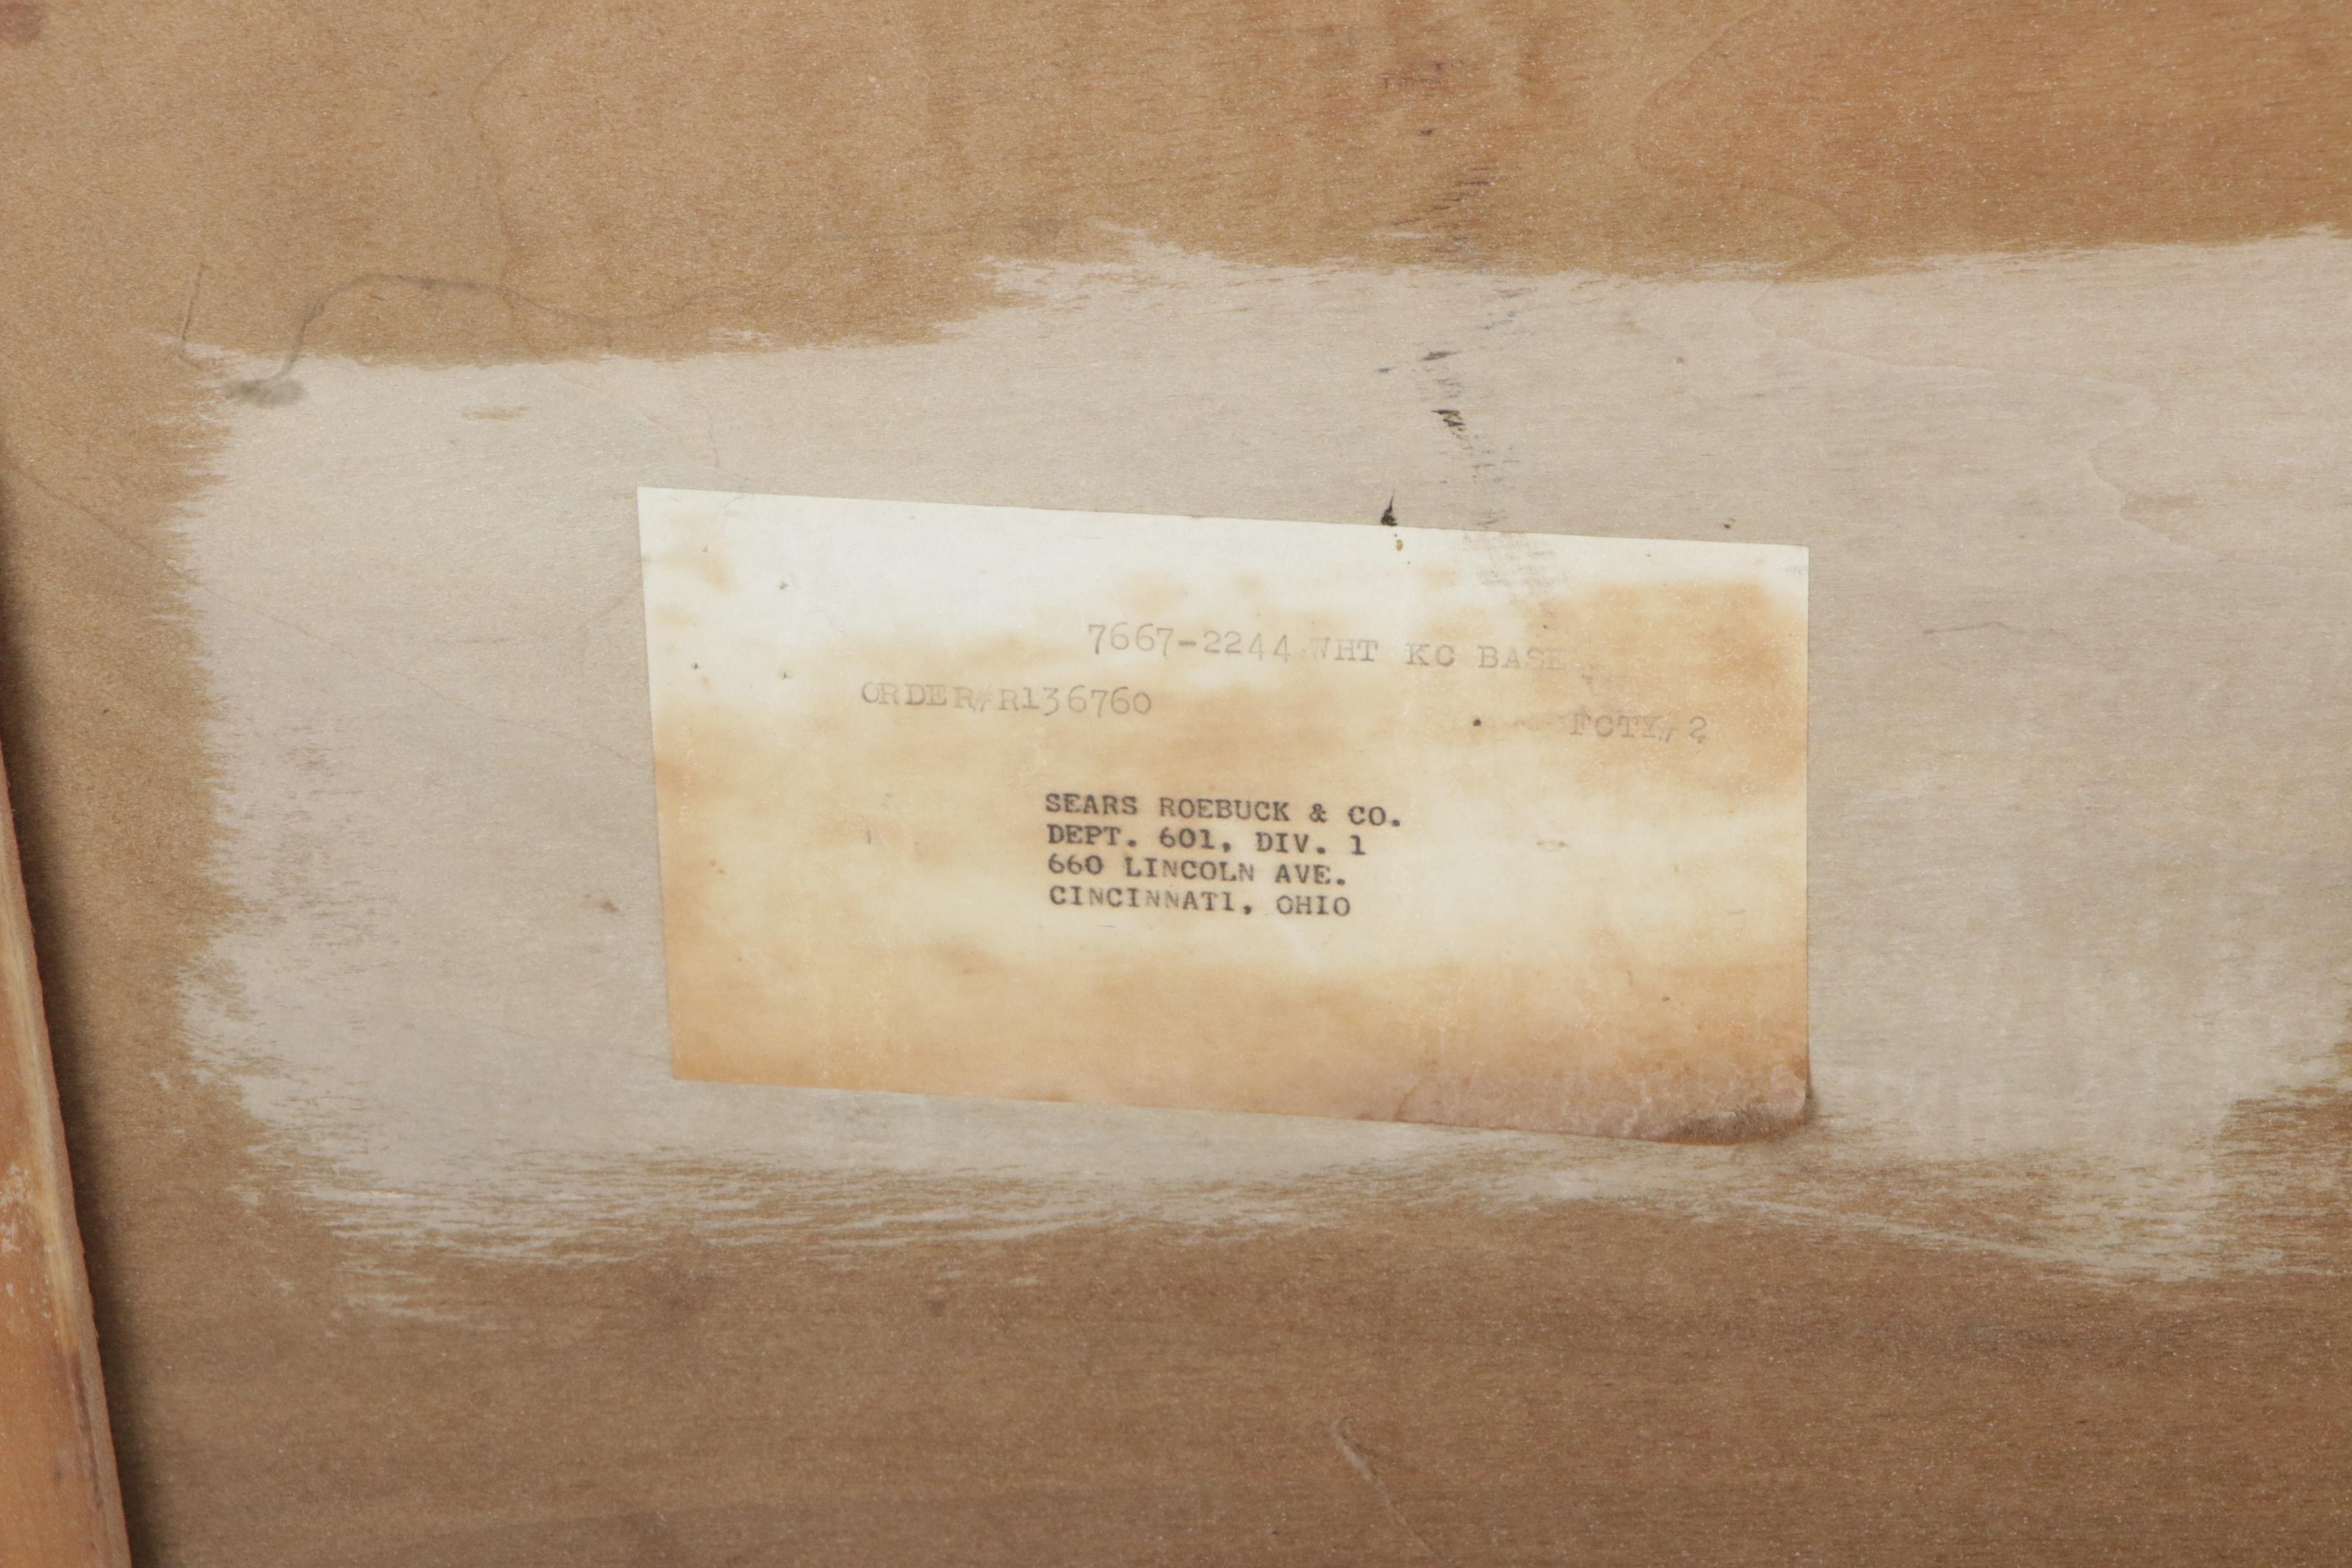 7667-2244 WHT KC BASE
ORDER#R136760
FCTY# 2
SEARS ROEBUCK & CO.
DEPT. 601, DIV. 1
660 LINCOLN AVE.
CINCINNATI, OHIO